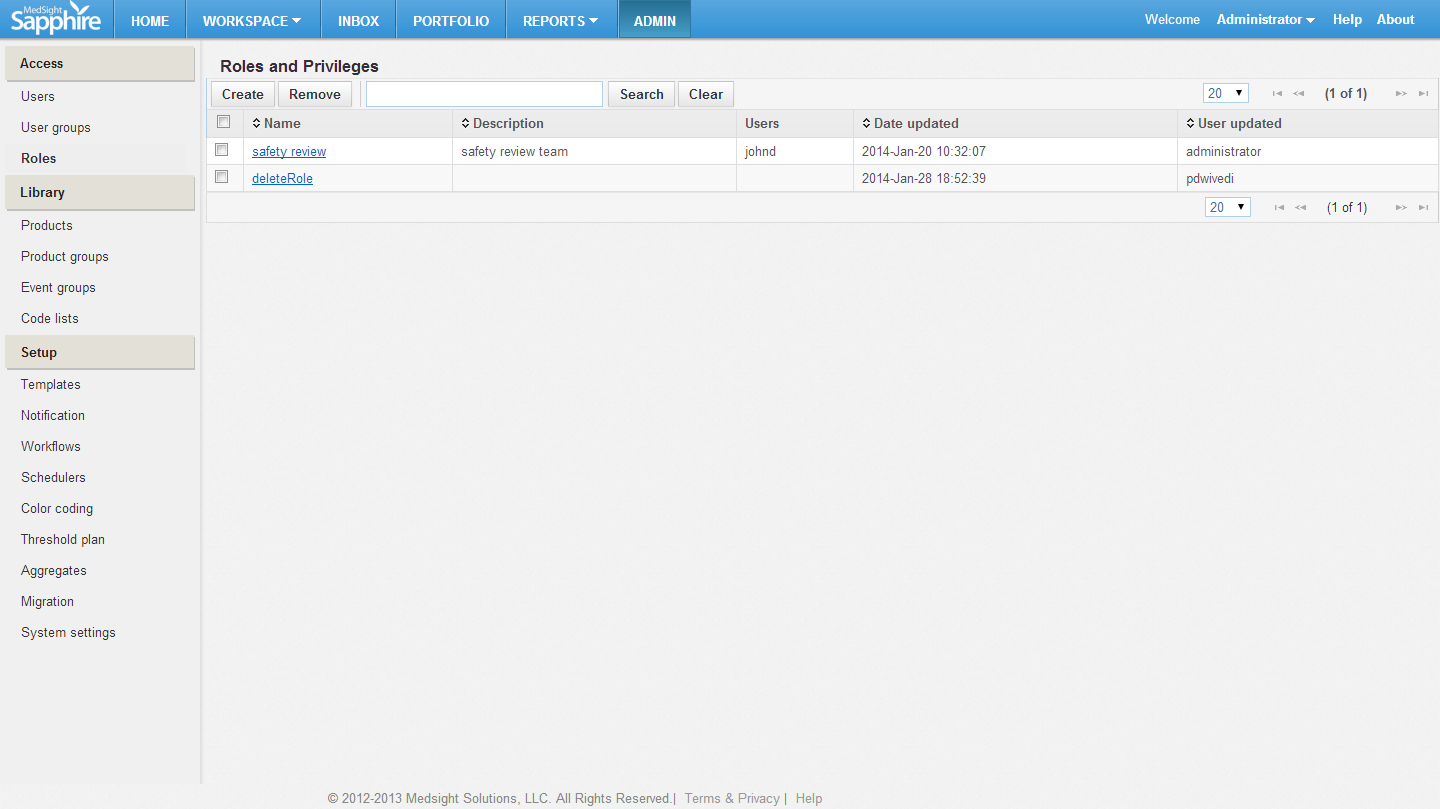 MedSight
Sapphire
HOME WORKSPACE INBOX PORTFOLIO REPORTS ADMIN Welcome Administrator Help About
Access
Users
User groups
Roles
Library
Products
Product groups
Event groups
Code lists
Setup
Templates
Notification
Workflows
Schedulers
Color coding
Threshold plan
Aggregates
Migration
System settings
Roles and Privileges
Create Remove Search Clear 20 (1 of 1)
Name Description Users Date updated User updated
safety review safety review team johnd 2014-Jan-20 10:32:07 administrator
deleteRole 2014-Jan-28 18:52:39 pdwivedi
20 (1 of 1)
© 2012-2013 Medsight Solutions, LLC. All Rights Reserved.| Terms & Privacy | Help